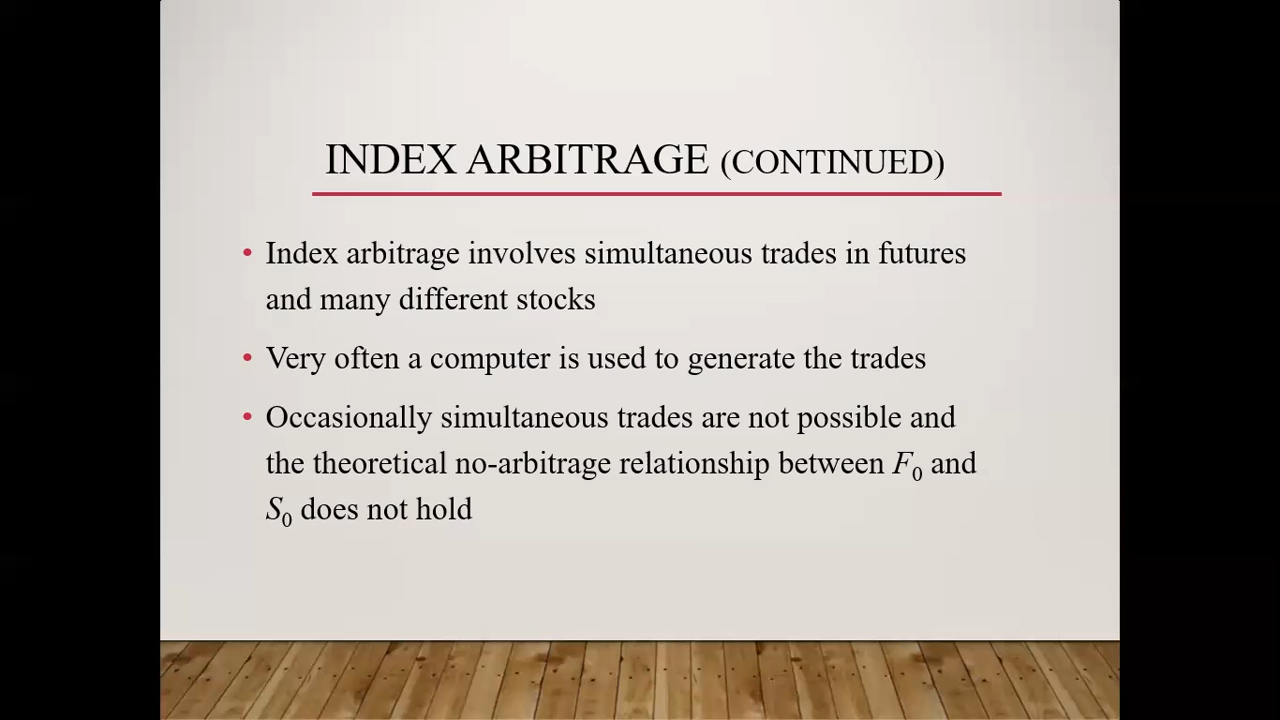 INDEX ARBITRAGE (CONTINUED)
• Index arbitrage involves simultaneous trades in futures
and many different stocks
• Very often a computer is used to generate the trades
• Occasionally simultaneous trades are not possible and
the theoretical no-arbitrage relationship between F₀ and
S₀ does not hold